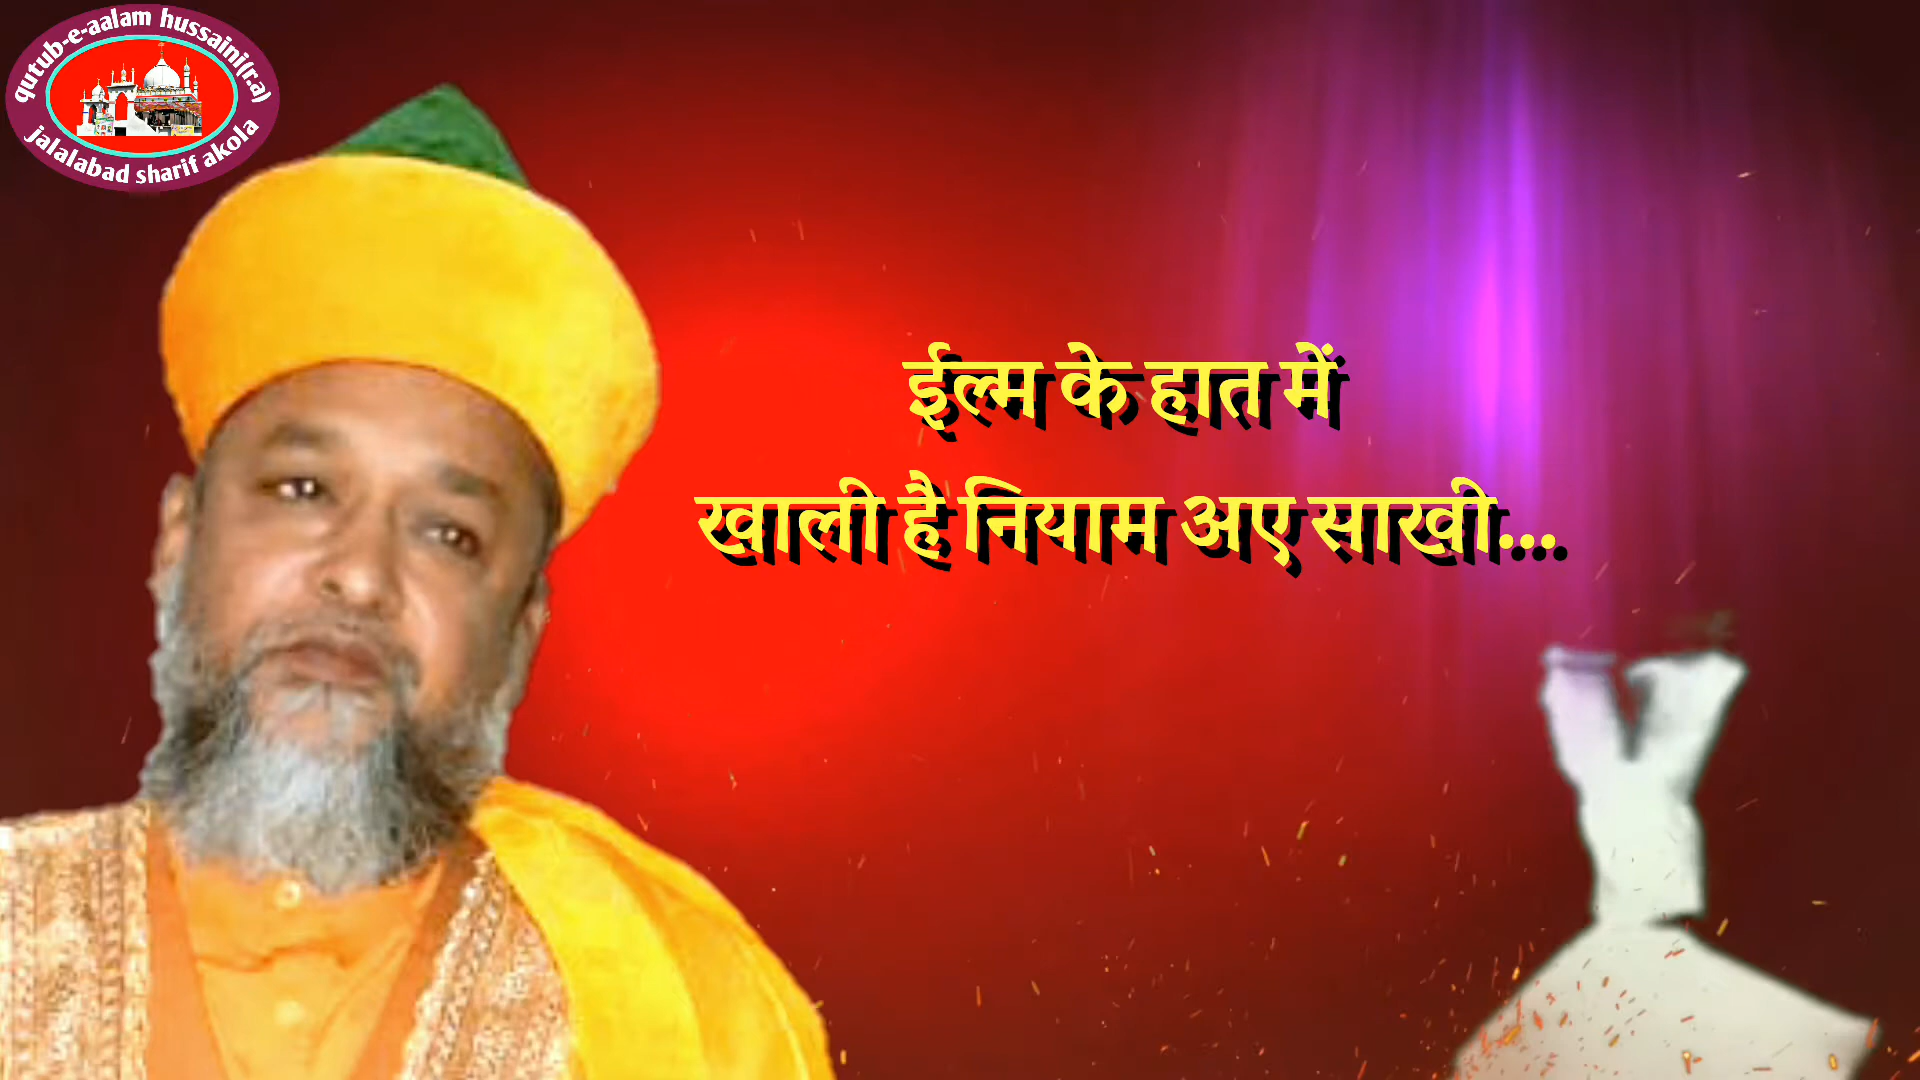 qutub-e-aalam hussaini(r.a)
jalalabad sharif akola
ईल्म के हात में
खाली है नियाम अए साखी...